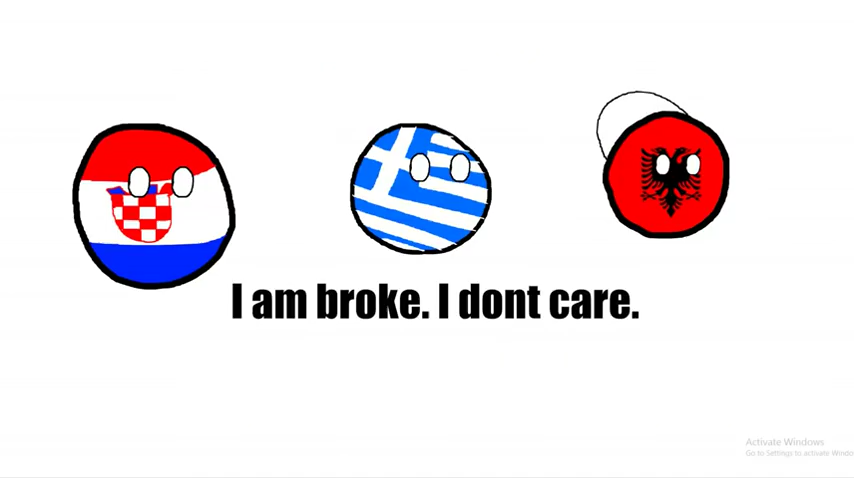 I am broke. I dont care.
Activate Windows
Go to Settings to activate Windo